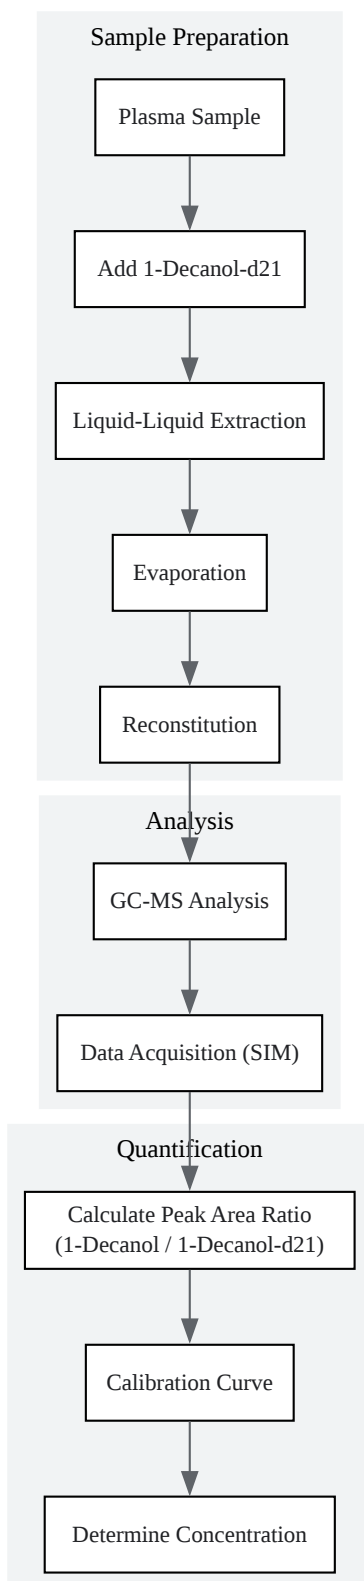 Sample Preparation
Plasma Sample
Add 1-Decanol-d21
Liquid-Liquid Extraction
Evaporation
Reconstitution
Analysis
GC-MS Analysis
Data Acquisition (SIM)
Quantification
Calculate Peak Area Ratio
(1-Decanol / 1-Decanol-d21)
Calibration Curve
Determine Concentration